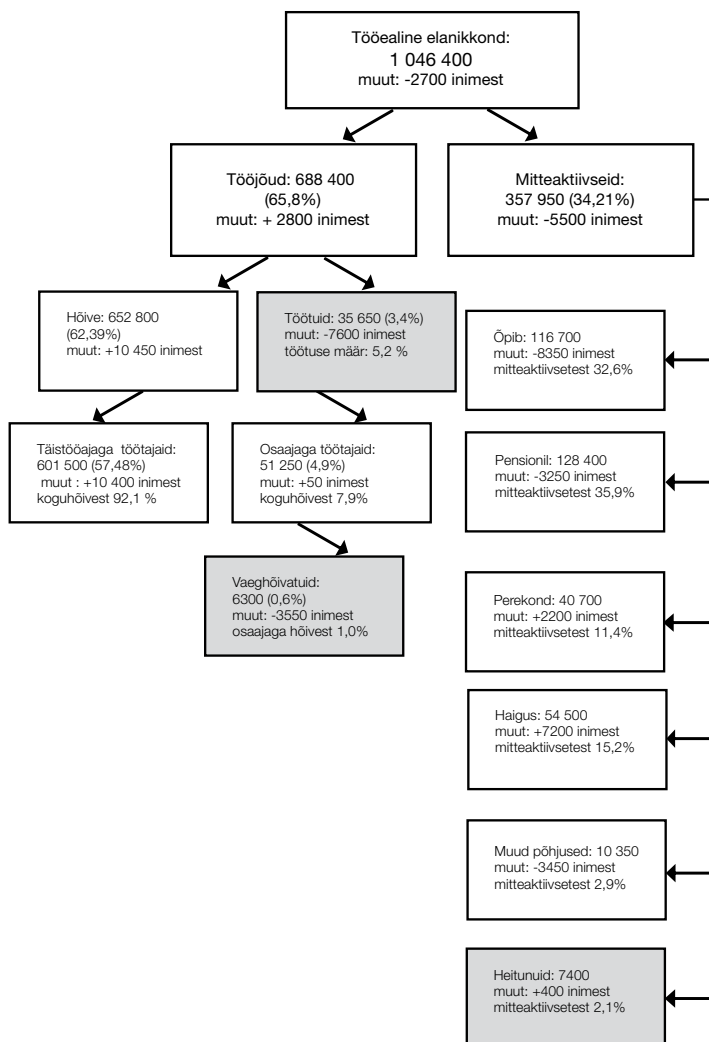 Tööealine elanikkond:
1 046 400
muut: -2700 inimest
Tööjõud: 688 400
(65,8%)
muut: + 2800 inimest
Mitteaktiivseid:
357 950 (34,21%)
muut: -5500 inimest
Hõive: 652 800
(62,39%)
muut: +10 450 inimest
Töötuid: 35 650 (3,4%)
muut: -7600 inimest
töötuse määr: 5,2 %
Täistööajaga töötajaid:
601 500 (57,48%)
muut : +10 400 inimest
koguhõivest 92,1 %
Osaajaga töötajaid:
51 250 (4,9%)
muut: +50 inimest
koguhõivest 7,9%
Vaeghõivatuid:
6300 (0,6%)
muut: -3550 inimest
osaajaga hõivest 1,0%
Õpib: 116 700
muut: -8350 inimest
mitteaktiivsetest 32,6%
Pensionil: 128 400
muut: -3250 inimest
mitteaktiivsetest 35,9%
Perekond: 40 700
muut: +2200 inimest
mitteaktiivsetest 11,4%
Haigus: 54 500
muut: +7200 inimest
mitteaktiivsetest 15,2%
Muud põhjused: 10 350
muut: -3450 inimest
mitteaktiivsetest 2,9%
Heitunuid: 7400
muut: +400 inimest
mitteaktiivsetest 2,1%